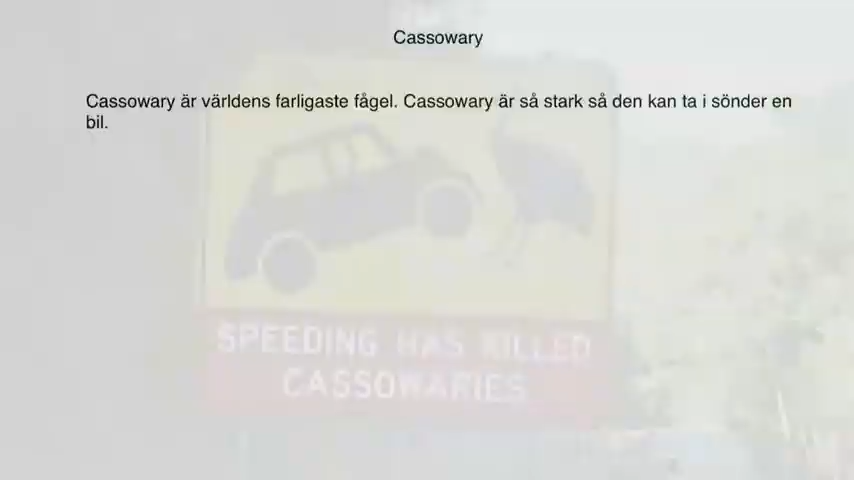 Cassowary
Cassowary är världens farligaste fågel. Cassowary är så stark så den kan ta i sönder en
bil.
SPEEDING HAS KILLED
CASSOWARIES